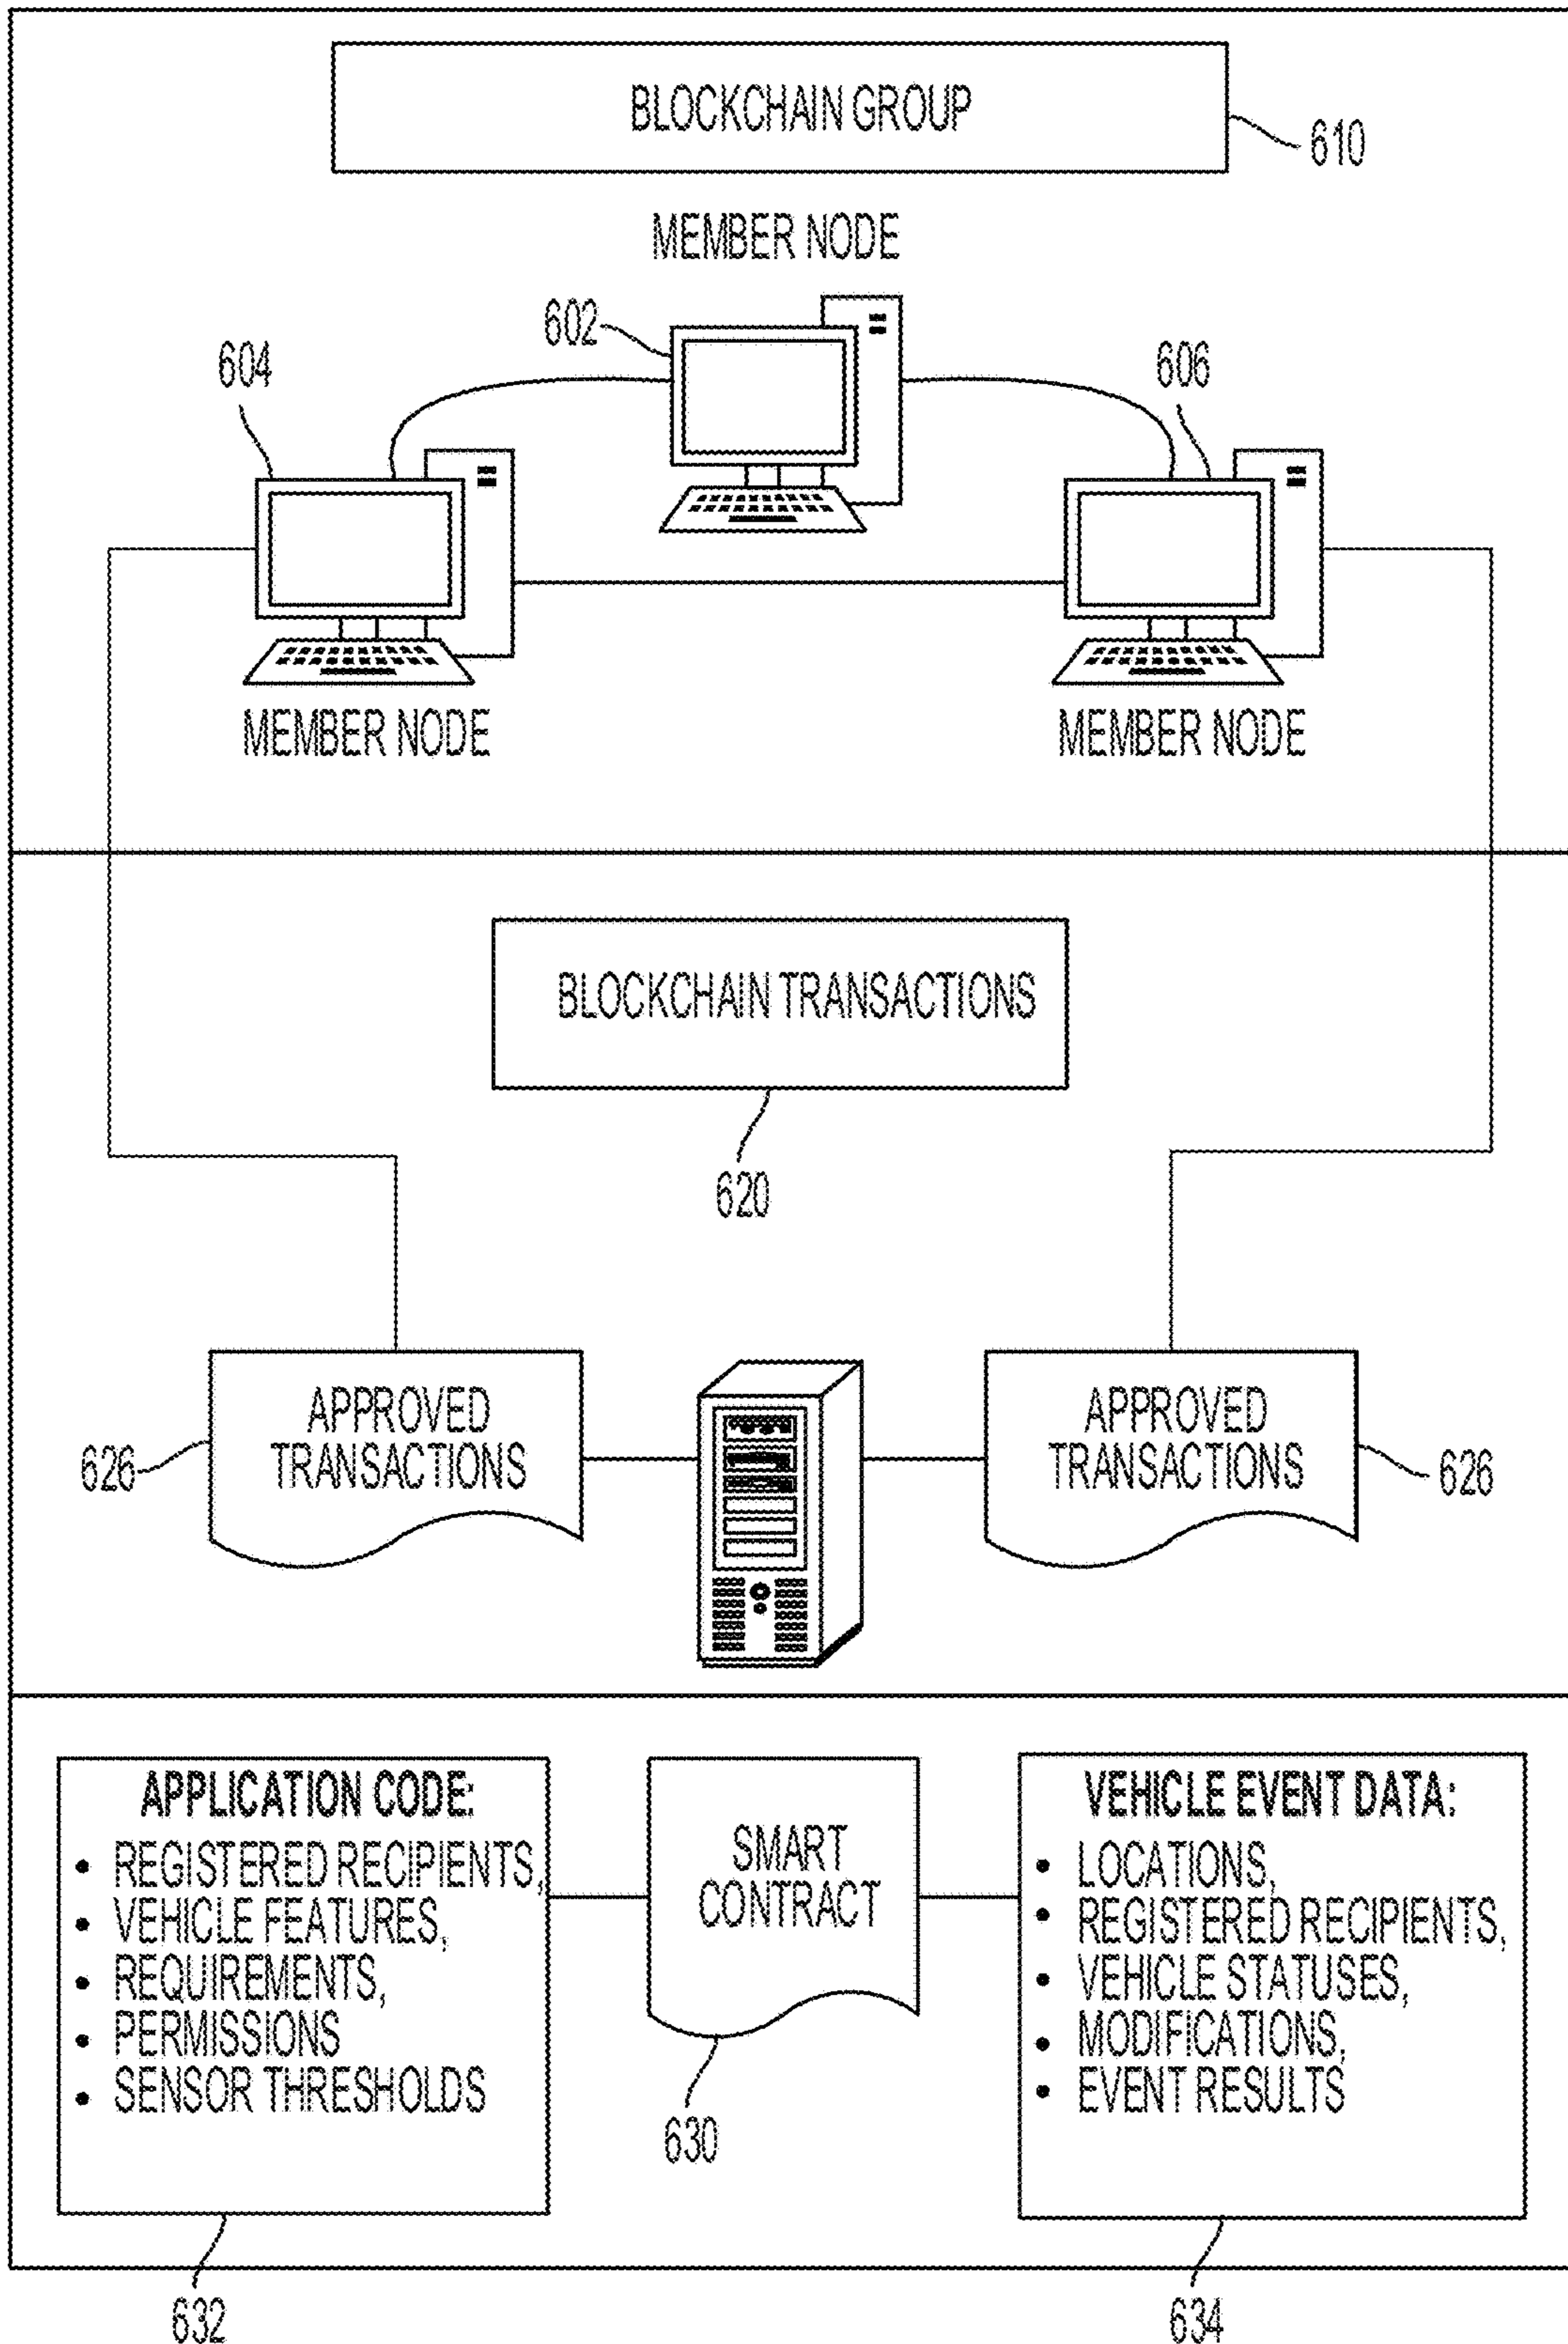 BLOCKCHAIN GROUP
610
MEMBER NODE
602
604
606
MEMBER NODE
MEMBER NODE
BLOCKCHAIN TRANSACTIONS
620
APPROVED
TRANSACTIONS
626
APPROVED
TRANSACTIONS
626
APPLICATION CODE:
• REGISTERED RECIPIENTS,
• VEHICLE FEATURES,
• REQUIREMENTS,
• PERMISSIONS
• SENSOR THRESHOLDS
632
SMART
CONTRACT
630
VEHICLE EVENT DATA:
• LOCATIONS,
• REGISTERED RECIPIENTS,
• VEHICLE STATUSES,
• MODIFICATIONS,
• EVENT RESULTS
634